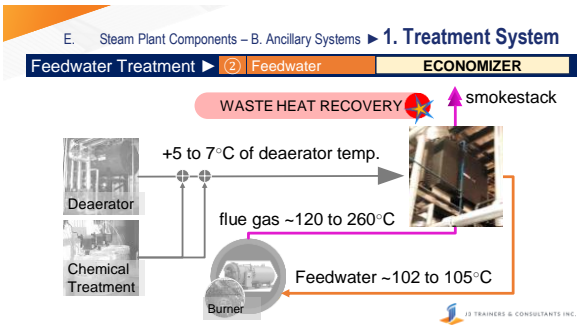 E. Steam Plant Components – B. Ancillary Systems ► 1. Treatment System
Feedwater Treatment ► ② Feedwater ECONOMIZER
WASTE HEAT RECOVERY
smokestack
+5 to 7°C of deaerator temp.
Deaerator
flue gas ~120 to 260°C
Chemical
Treatment
Feedwater ~102 to 105°C
Burner
J3 TRAINERS & CONSULTANTS INC.